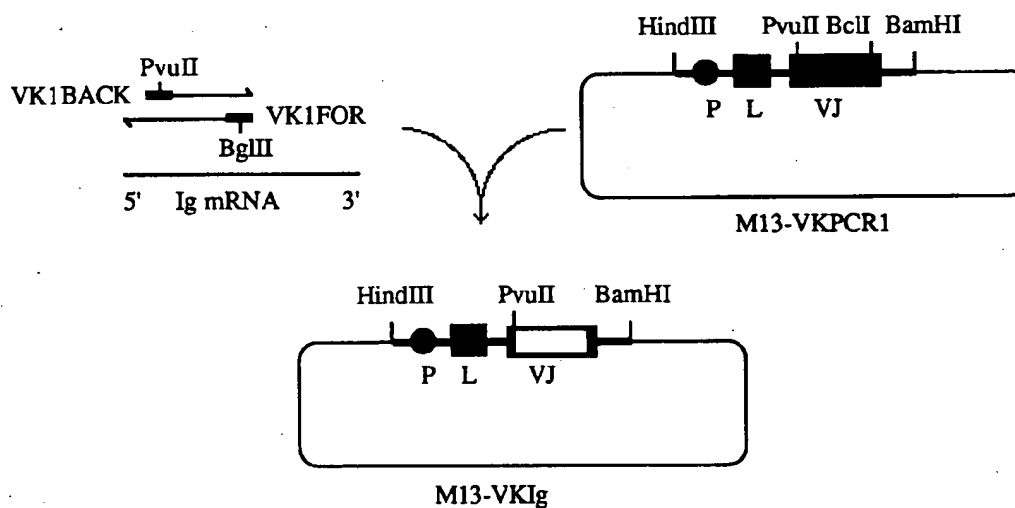 PvuII
VK1BACK
VK1FOR
BglII
5' Ig mRNA 3'
HindIII PvuII BclI BamHI
P L VJ
M13-VKPCR1
HindIII PvuII BamHI
P L VJ
M13-VKIg